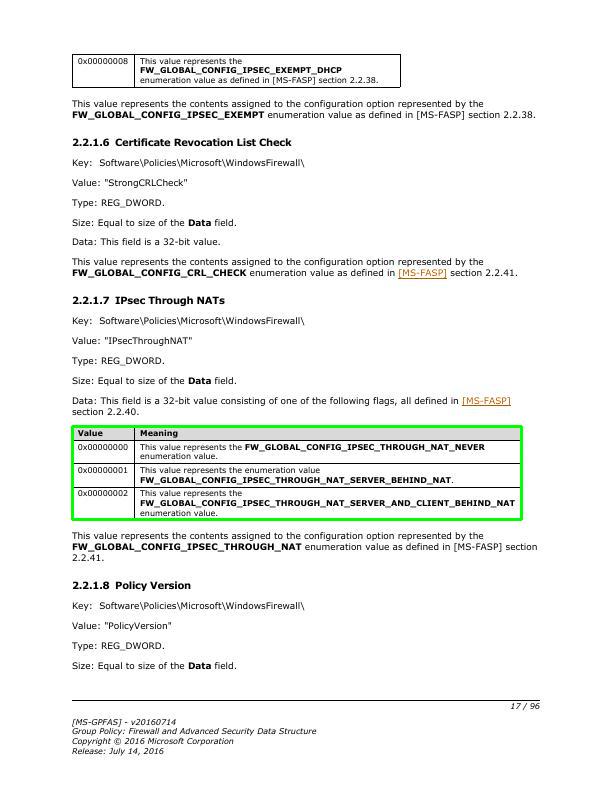 0x00000008 This value represents the
FW_GLOBAL_CONFIG_IPSEC_EXEMPT_DHCP
enumeration value as defined in [MS-FASP] section 2.2.38.
This value represents the contents assigned to the configuration option represented by the
FW_GLOBAL_CONFIG_IPSEC_EXEMPT enumeration value as defined in [MS-FASP] section 2.2.38.
2.2.1.6 Certificate Revocation List Check
Key: Software\Policies\Microsoft\WindowsFirewall\
Value: "StrongCRLCheck"
Type: REG_DWORD.
Size: Equal to size of the Data field.
Data: This field is a 32-bit value.
This value represents the contents assigned to the configuration option represented by the
FW_GLOBAL_CONFIG_CRL_CHECK enumeration value as defined in [MS-FASP] section 2.2.41.
2.2.1.7 IPsec Through NATs
Key: Software\Policies\Microsoft\WindowsFirewall\
Value: "IPsecThroughNAT"
Type: REG_DWORD.
Size: Equal to size of the Data field.
Data: This field is a 32-bit value consisting of one of the following flags, all defined in [MS-FASP]
section 2.2.40.
Value Meaning
0x00000000 This value represents the FW_GLOBAL_CONFIG_IPSEC_THROUGH_NAT_NEVER
enumeration value.
0x00000001 This value represents the enumeration value
FW_GLOBAL_CONFIG_IPSEC_THROUGH_NAT_SERVER_BEHIND_NAT.
0x00000002 This value represents the
FW_GLOBAL_CONFIG_IPSEC_THROUGH_NAT_SERVER_AND_CLIENT_BEHIND_NAT
enumeration value.
This value represents the contents assigned to the configuration option represented by the
FW_GLOBAL_CONFIG_IPSEC_THROUGH_NAT enumeration value as defined in [MS-FASP] section
2.2.41.
2.2.1.8 Policy Version
Key: Software\Policies\Microsoft\WindowsFirewall\
Value: "PolicyVersion"
Type: REG_DWORD.
Size: Equal to size of the Data field.
17 / 96
[MS-GPFAS] - v20160714
Group Policy: Firewall and Advanced Security Data Structure
Copyright © 2016 Microsoft Corporation
Release: July 14, 2016